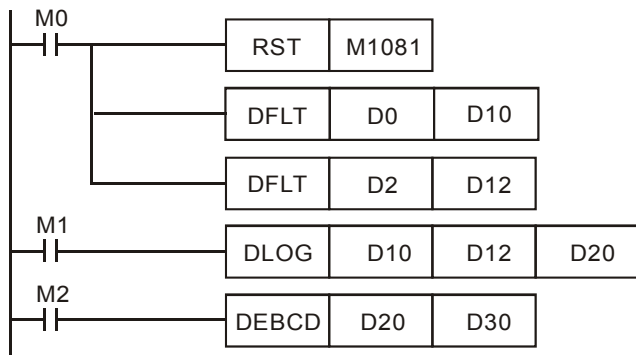 M0
RST M1081
DFLT D0 D10
DFLT D2 D12
M1
DLOG D10 D12 D20
M2
DEBCD D20 D30